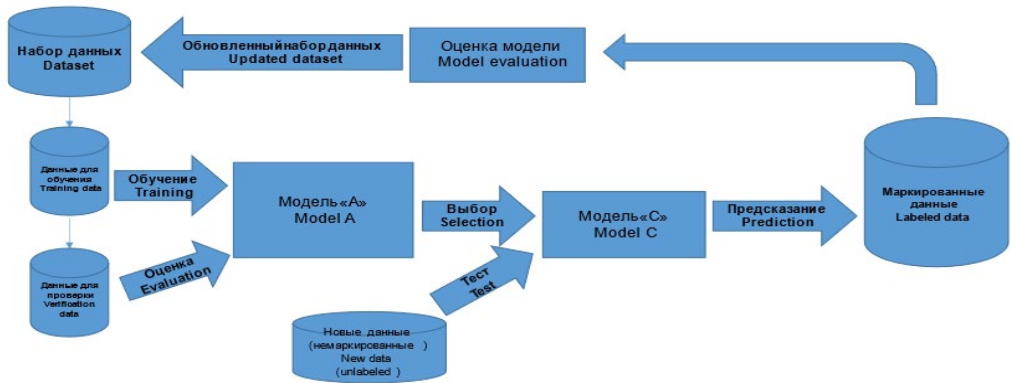 Набор данных
Dataset
Обновленныйнаборданных
Updated dataset
Оценка модели
Model evaluation
Данные для
обучения
Training data
Обучение
Training
Модель«А»
Model A
Выбор
Selection
Модель«С»
Model C
Предсказание
Prediction
Маркированные
данные
Labeled data
Данные для
проверки
Verification
data
Оценка
Evaluation
Тест
Test
Новые данные
(немаркированные )
New data
(unlabeled )